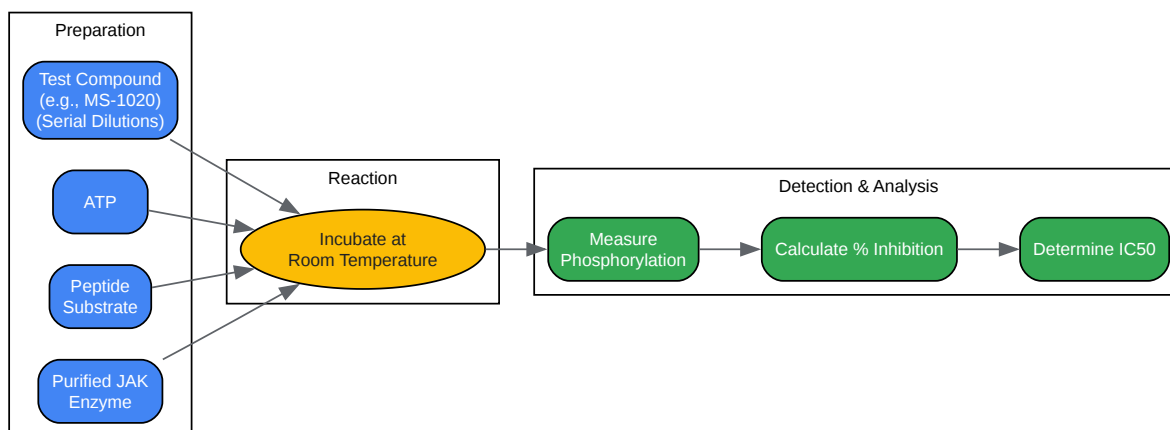 Preparation
Test Compound
(e.g., MS-1020)
(Serial Dilutions)
ATP
Peptide
Substrate
Purified JAK
Enzyme
Reaction
Incubate at
Room Temperature
Detection & Analysis
Measure
Phosphorylation
Calculate % Inhibition
Determine IC50